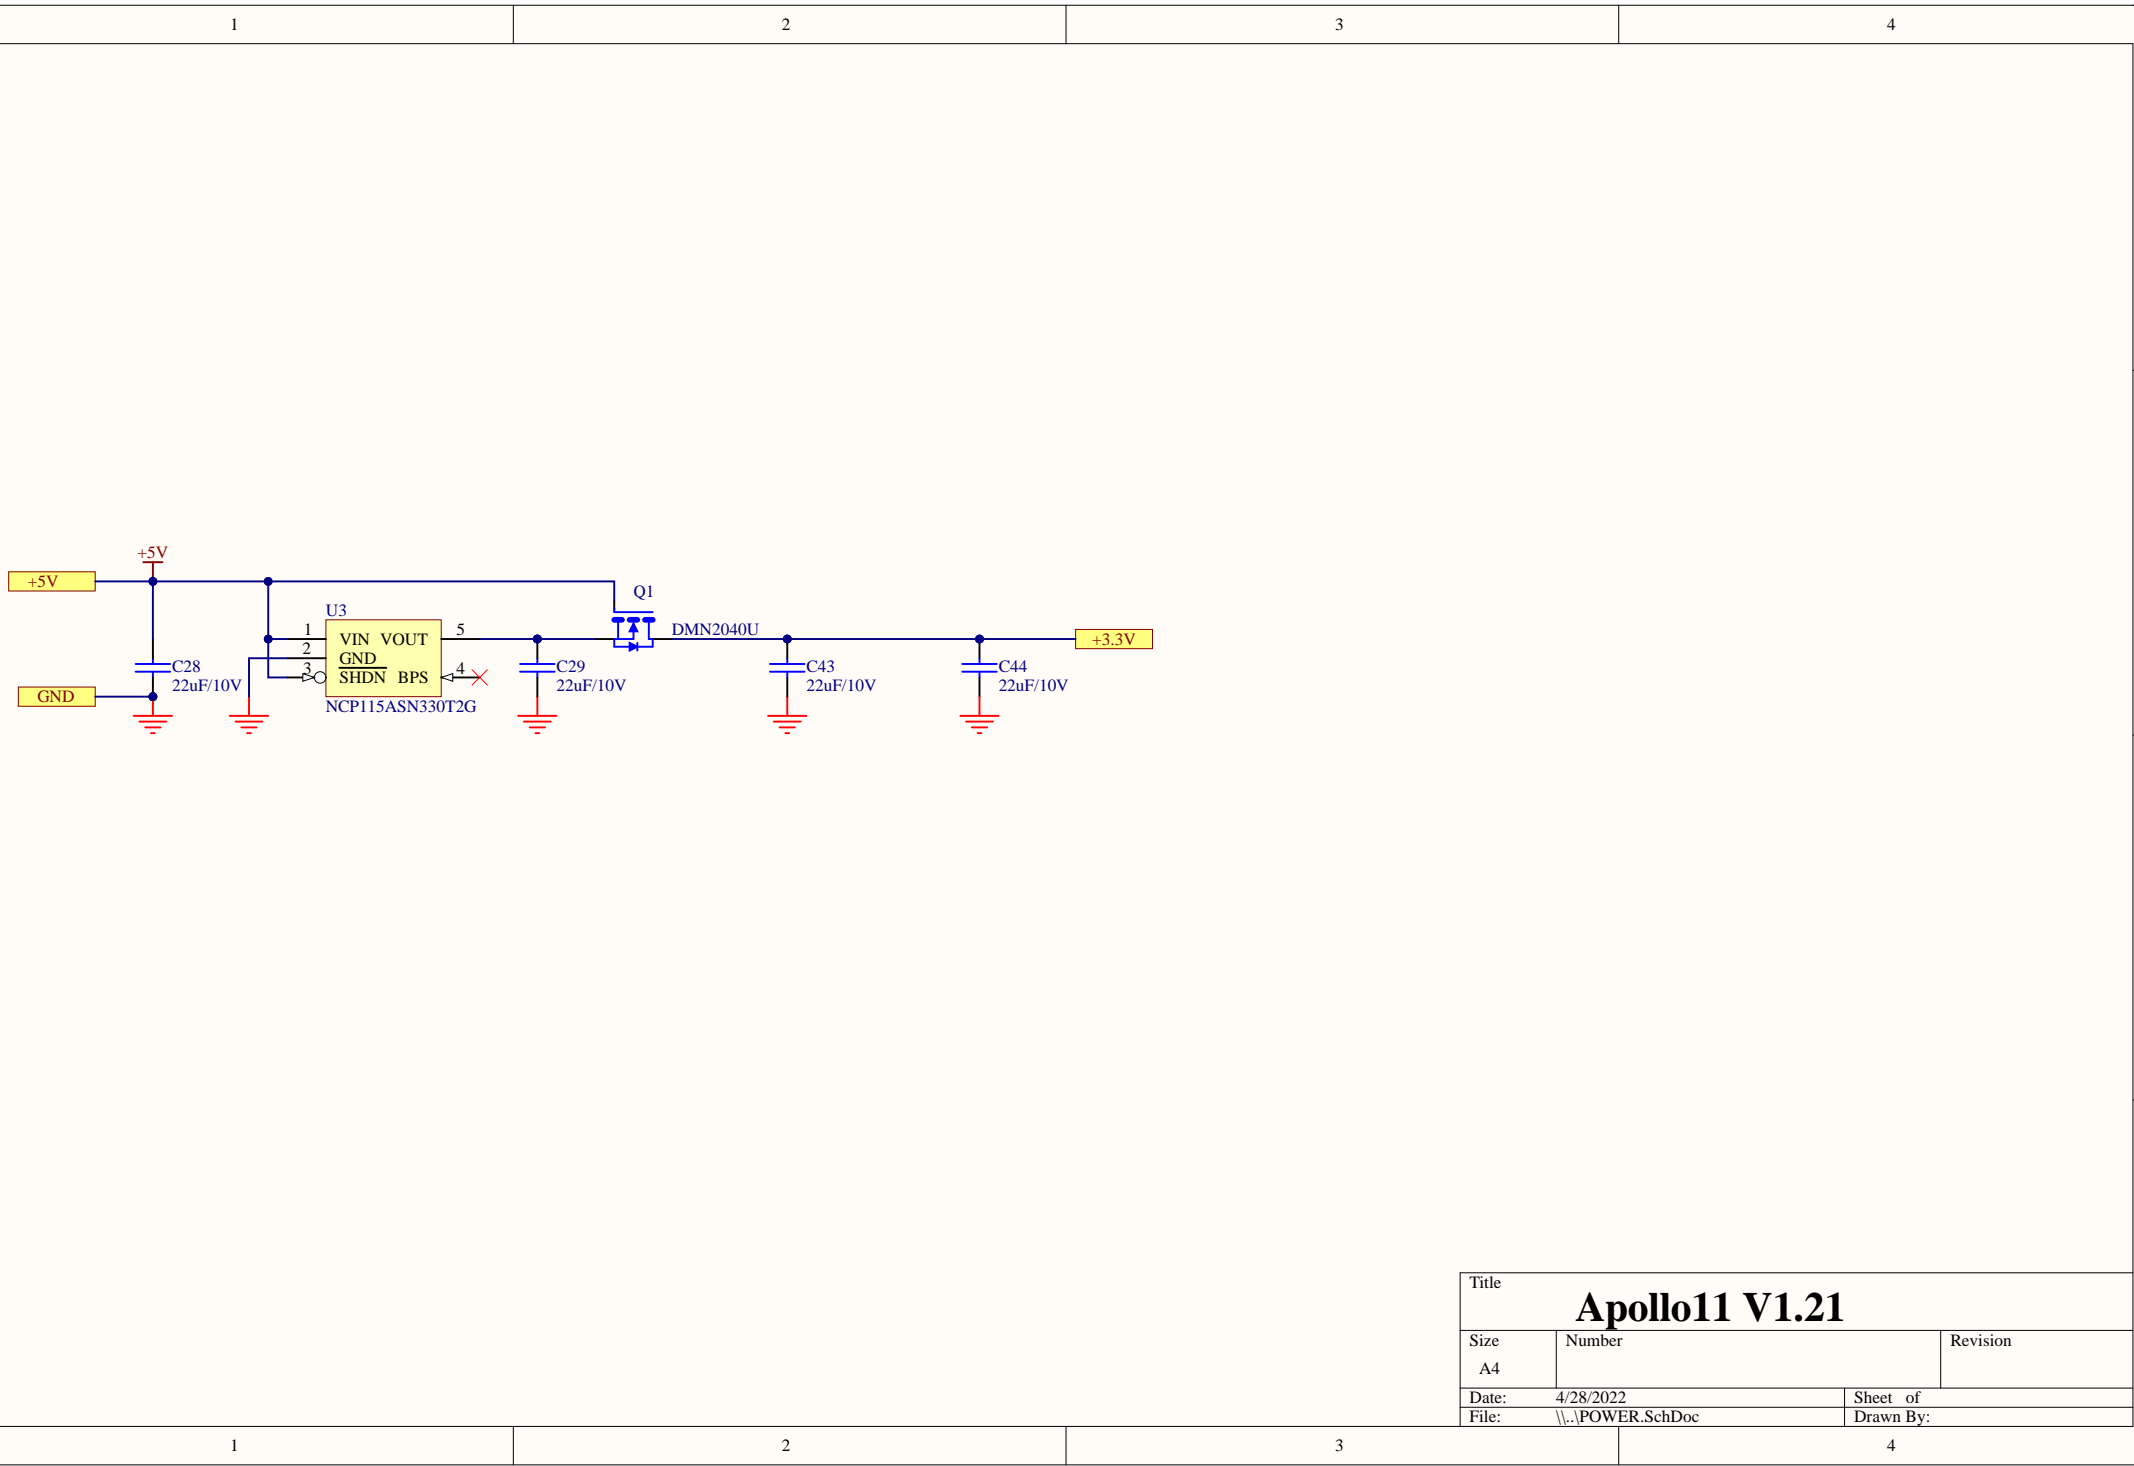 1 2 3 4
+5V
+5V
GND
C28
22uF/10V
U3
1 VIN VOUT 5
2 GND
3 SHDN BPS 4
NCP115ASN330T2G
C29
22uF/10V
Q1
DMN2040U
C43
22uF/10V
C44
22uF/10V
+3.3V
Title
Apollo11 V1.21
Size Number Revision
A4
Date: 4/28/2022 Sheet of
File: \\..\POWER.SchDoc Drawn By:
1 2 3 4